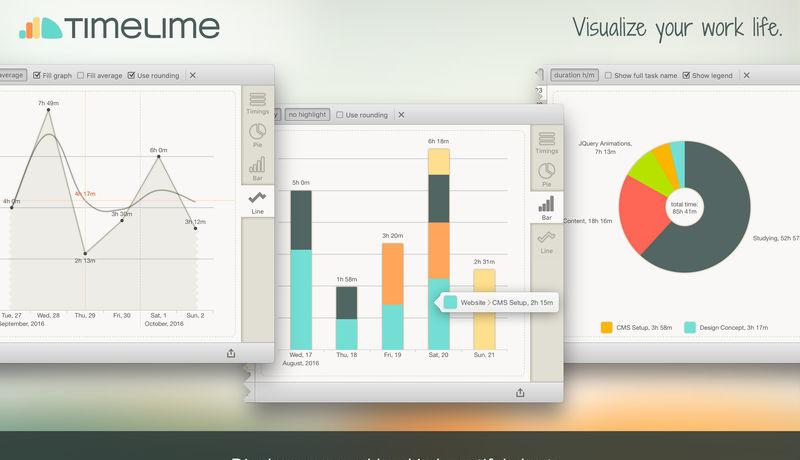 TIMELIME
Visualize your work life.
average
Fill graph
Fill average
Use rounding
7h 49m
6h 0m
4h 0m
4h 17m
3h 30m
3h 12m
2h 13m
Tue, 27
Wed, 28
Thu, 29
Fri, 30
Sat, 1
Sun, 2
September, 2016
October, 2016
Timings
Pie
Bar
Line
no highlight
Use rounding
6h 18m
5h 0m
1h 58m
3h 20m
2h 31m
Website > CMS Setup, 2h 15m
Wed, 17
Thu, 18
Fri, 19
Sat, 20
Sun, 21
August, 2016
Timings
Pie
Bar
Line
duration h/m
Show full task name
Show legend
23
JQuery Animations,
7h 13m
total time:
85h 41m
Content, 18h 16m
Studying, 52h 57
CMS Setup, 3h 58m
Design Concept, 3h 17m